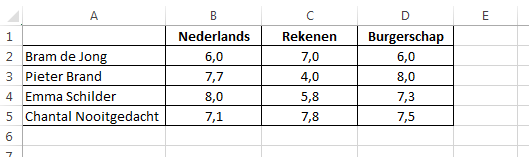 A B C D E
1 Nederlands Rekenen Burgerschap
2 Bram de Jong 6,0 7,0 6,0
3 Pieter Brand 7,7 4,0 8,0
4 Emma Schilder 8,0 5,8 7,3
5 Chantal Nooitgedacht 7,1 7,8 7,5
6
7